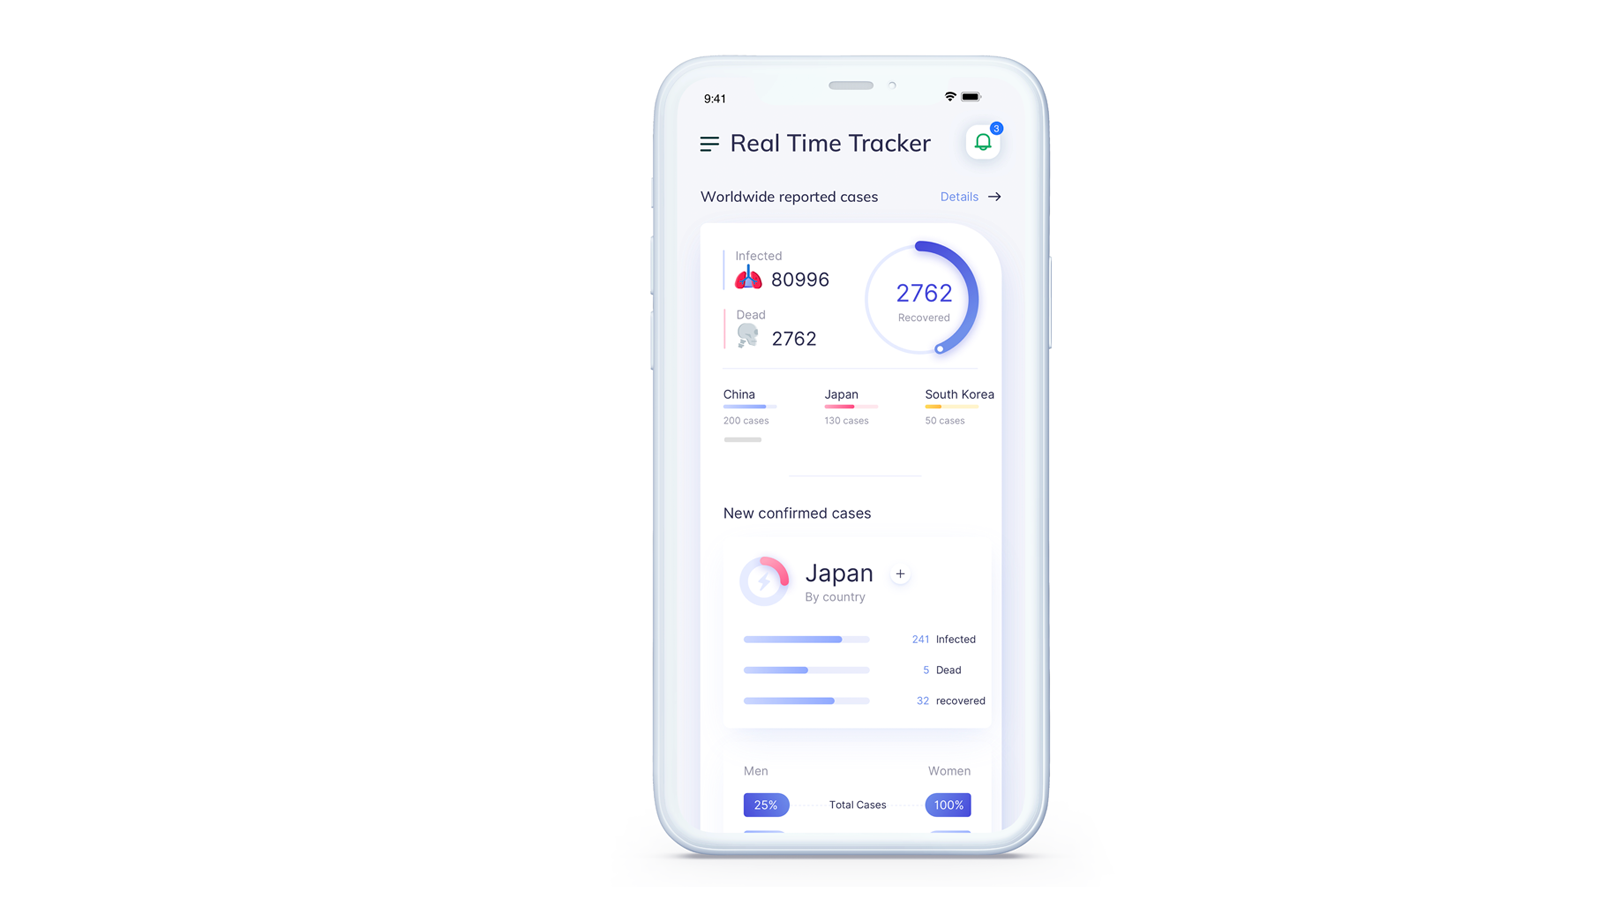 9:41
Real Time Tracker
3
Worldwide reported cases
Details
Infected
80996
Dead
2762
2762
Recovered
China
Japan
South Korea
200 cases
130 cases
50 cases
New confirmed cases
Japan
+
By country
241 Infected
5 Dead
32 recovered
Men
Women
25%
Total Cases
100%